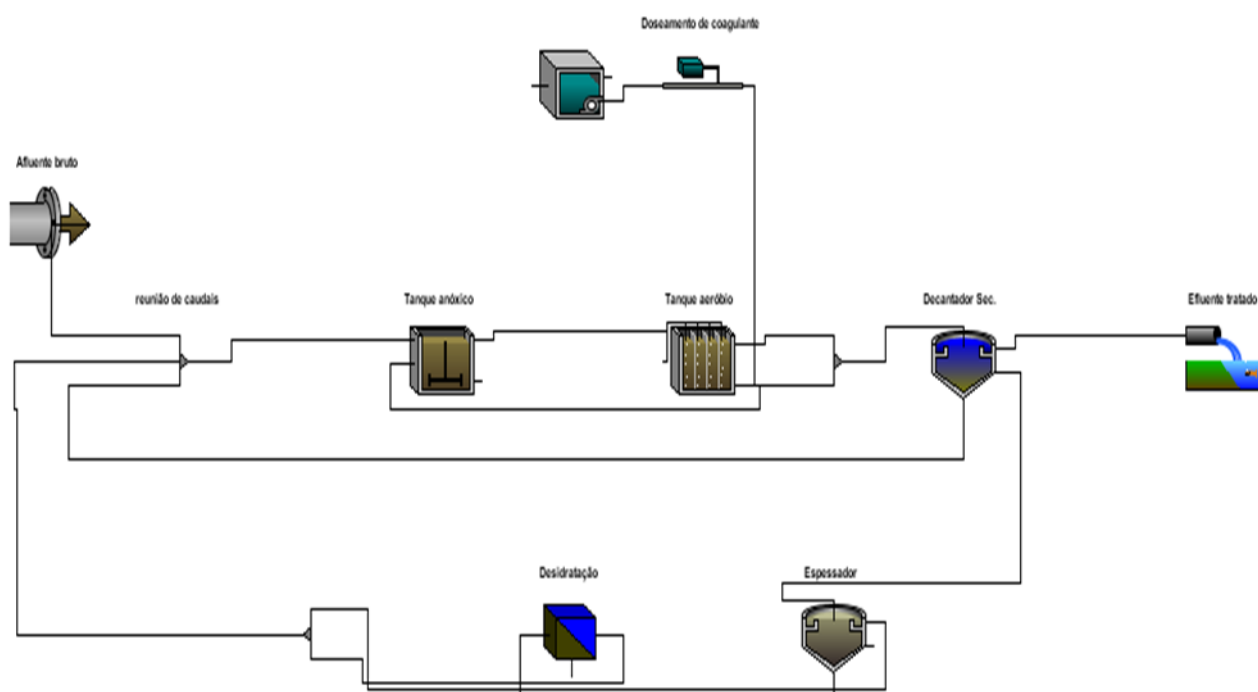 Doseamento de coagulante
Afluente bruto
reunião de caudais
Tanque anóxico
Tanque aeróbio
Decantador Sec.
Efluente tratado
Desidratação
Espessador